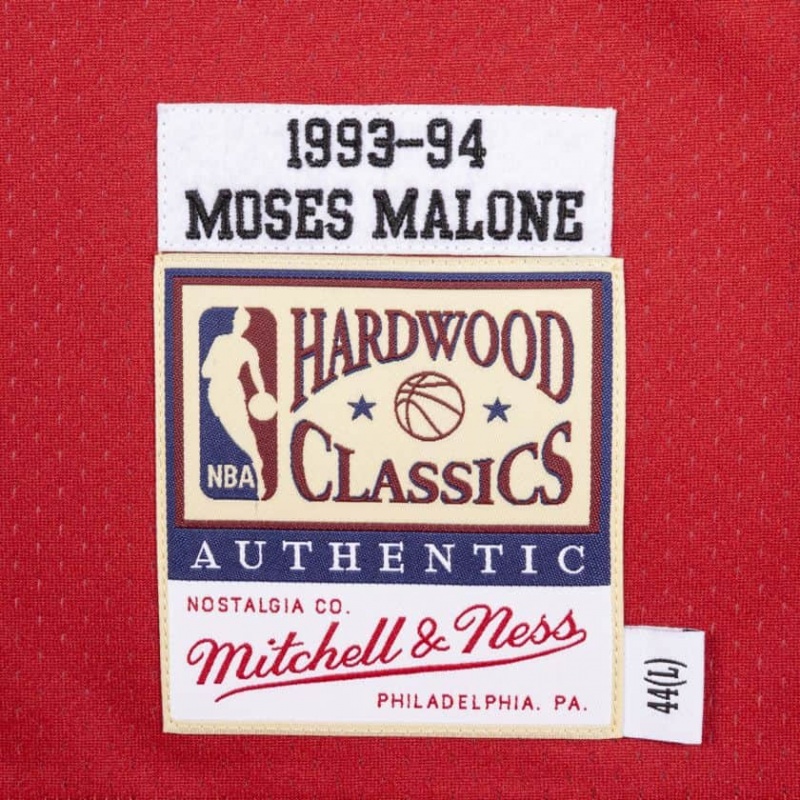 1993-94
MOSES MALONE
HARDWOOD
CLASSICS
NBA
AUTHENTIC
NOSTALGIA CO.
Mitchell & Ness
PHILADELPHIA. PA.
44(L)